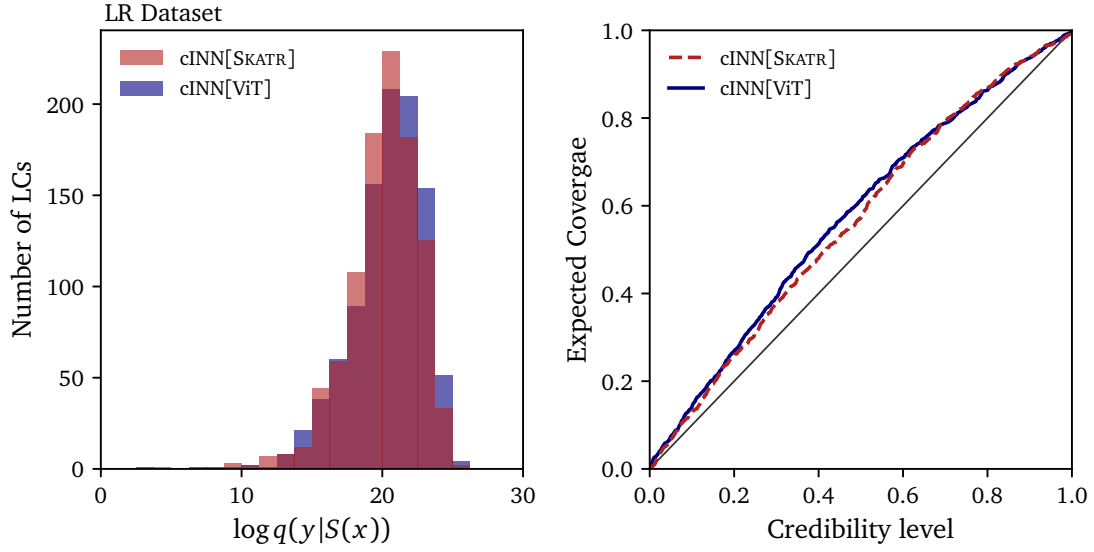 LR Dataset
cINN[SKATR]
cINN[ViT]
Number of LCs
200
150
100
50
0
0
10
20
30
log q(y|S(x))
cINN[SKATR]
cINN[ViT]
Expected Covergae
1.0
0.8
0.6
0.4
0.2
0.0
0.0
0.2
0.4
0.6
0.8
1.0
Credibility level